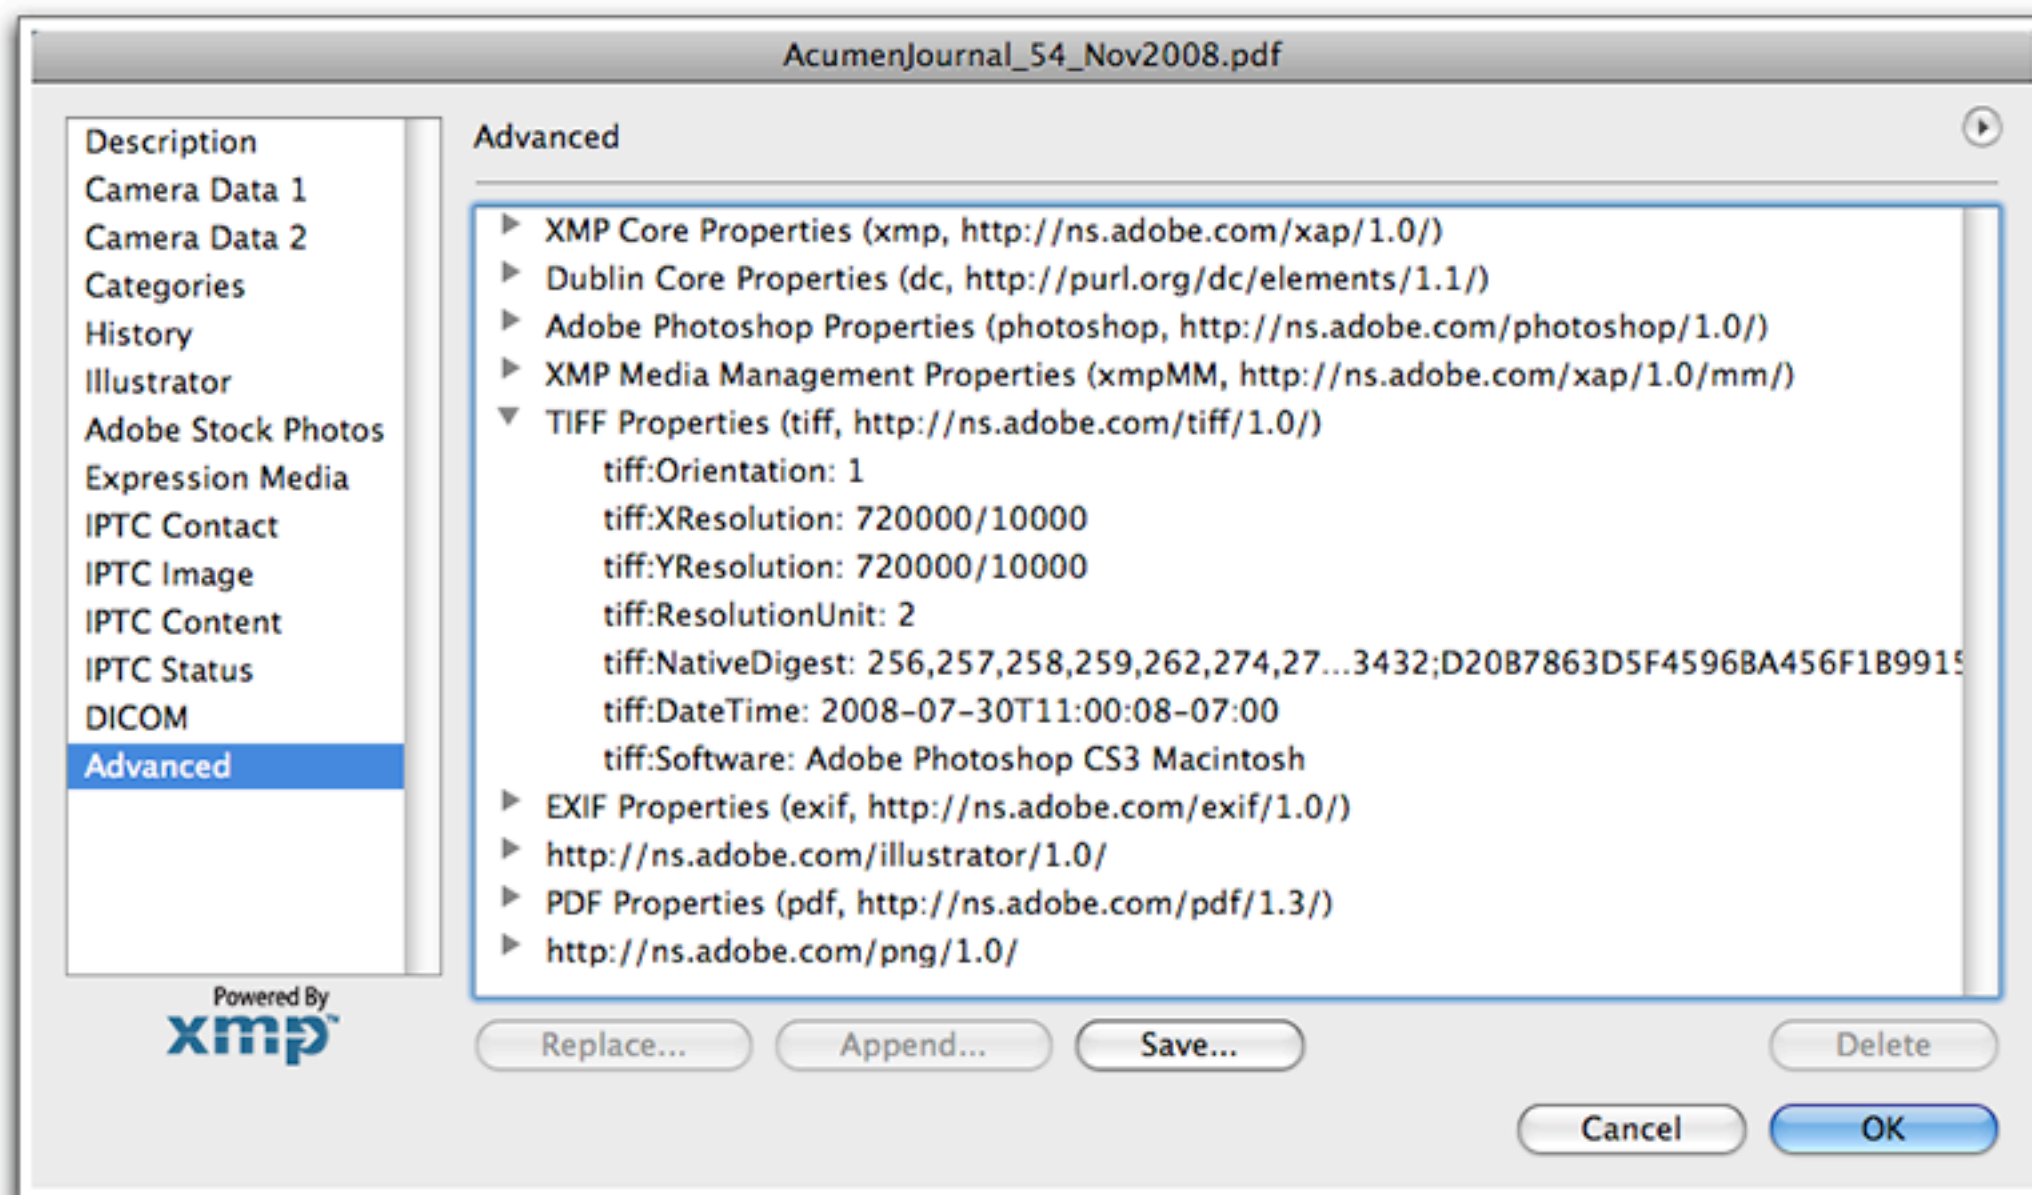 AcumenJournal_54_Nov2008.pdf
Description
Camera Data 1
Camera Data 2
Categories
History
Illustrator
Adobe Stock Photos
Expression Media
IPTC Contact
IPTC Image
IPTC Content
IPTC Status
DICOM
Advanced
Powered By
xmp™
Advanced
XMP Core Properties (xmp, http://ns.adobe.com/xap/1.0/)
Dublin Core Properties (dc, http://purl.org/dc/elements/1.1/)
Adobe Photoshop Properties (photoshop, http://ns.adobe.com/photoshop/1.0/)
XMP Media Management Properties (xmpMM, http://ns.adobe.com/xap/1.0/mm/)
TIFF Properties (tiff, http://ns.adobe.com/tiff/1.0/)
tiff:Orientation: 1
tiff:XResolution: 720000/10000
tiff:YResolution: 720000/10000
tiff:ResolutionUnit: 2
tiff:NativeDigest: 256,257,258,259,262,274,27...3432;D20B7863D5F4596BA456F1B9915
tiff:DateTime: 2008-07-30T11:00:08-07:00
tiff:Software: Adobe Photoshop CS3 Macintosh
EXIF Properties (exif, http://ns.adobe.com/exif/1.0/)
http://ns.adobe.com/illustrator/1.0/
PDF Properties (pdf, http://ns.adobe.com/pdf/1.3/)
http://ns.adobe.com/png/1.0/
Replace... Append... Save... Delete
Cancel OK